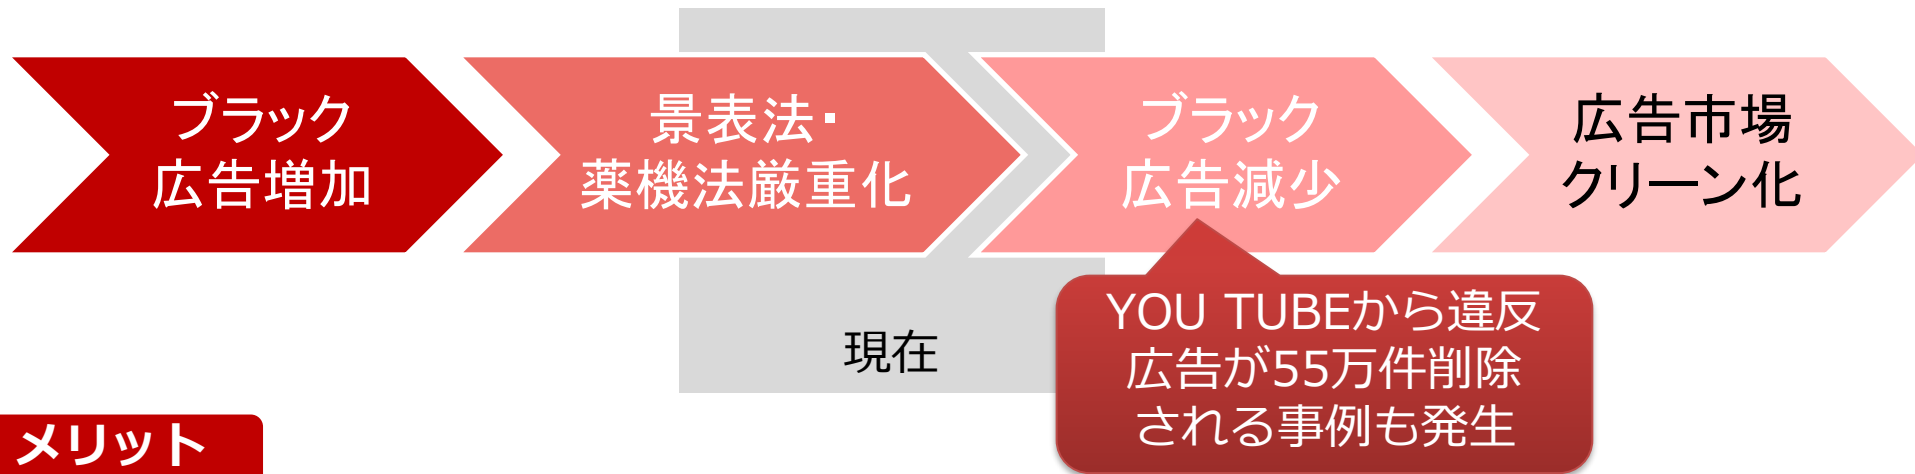 ブラック
広告増加
景表法・
薬機法厳重化
ブラック
広告減少
広告市場
クリーン化
現在
YOU TUBEから違反
広告が55万件削除
される事例も発生
メリット